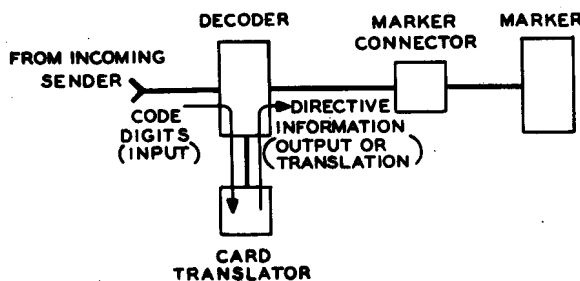 DECODER
MARKER
CONNECTOR
MARKER
FROM INCOMING
SENDER
CODE
DIGITS
(INPUT)
DIRECTIVE
INFORMATION
(OUTPUT OR
TRANSLATION)
CARD
TRANSLATOR